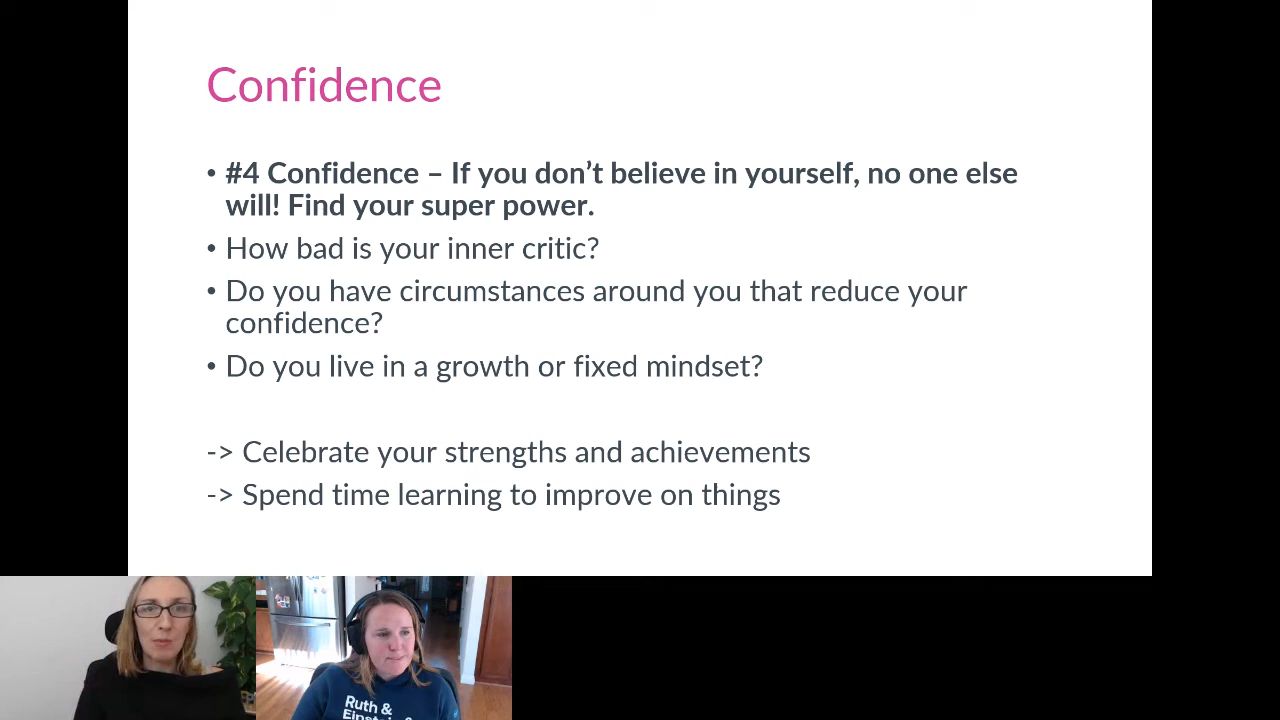 Confidence
• #4 Confidence – If you don’t believe in yourself, no one else
will! Find your super power.
• How bad is your inner critic?
• Do you have circumstances around you that reduce your
confidence?
• Do you live in a growth or fixed mindset?
-> Celebrate your strengths and achievements
-> Spend time learning to improve on things
Ruth &